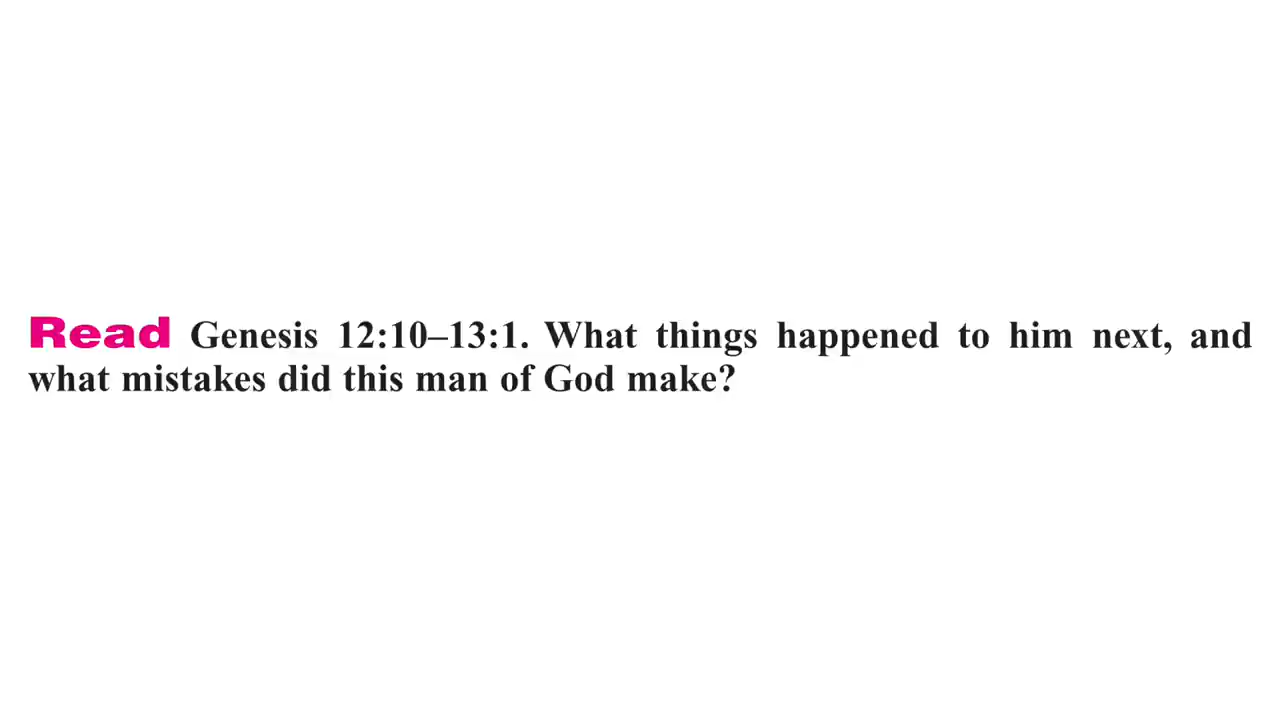 Read Genesis 12:10–13:1. What things happened to him next, and
what mistakes did this man of God make?